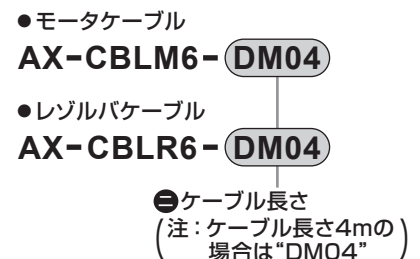 ●モータケーブル
AX-CBLM6-DM04
●レゾルバケーブル
AX-CBLR6-DM04
㊁ケーブル長さ
(注:ケーブル長さ4mの
場合は“DM04”)